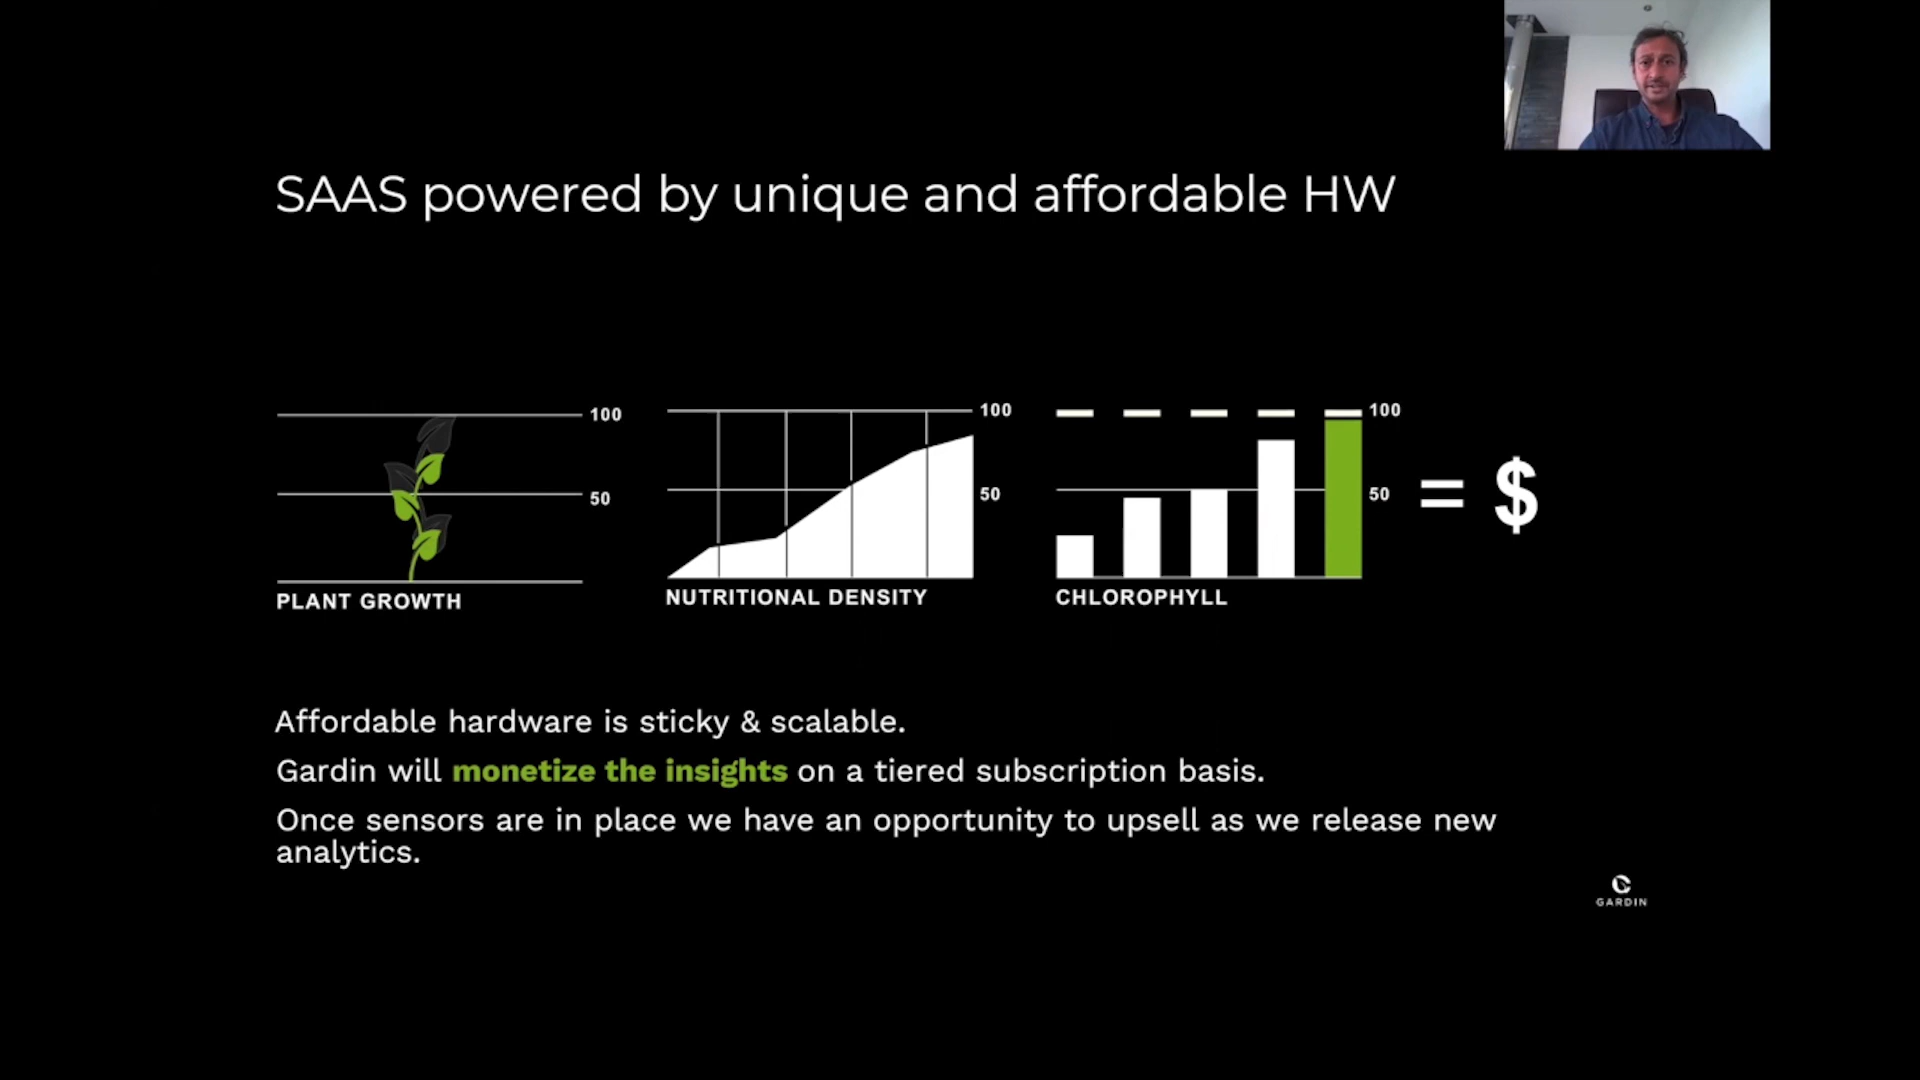 SAAS powered by unique and affordable HW
100
50
PLANT GROWTH
100
50
NUTRITIONAL DENSITY
100
50
CHLOROPHYLL
= $
Affordable hardware is sticky & scalable.
Gardin will monetize the insights on a tiered subscription basis.
Once sensors are in place we have an opportunity to upsell as we release new
analytics.
GARDIN